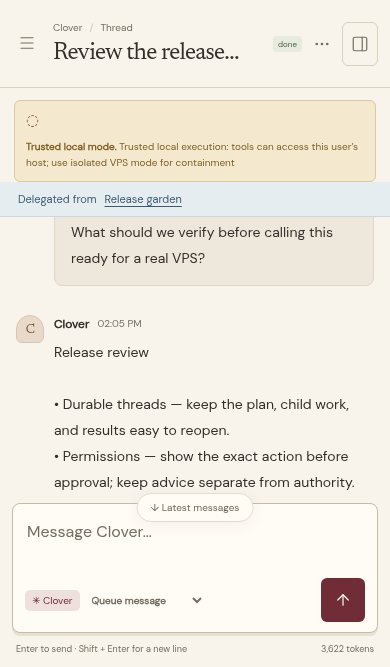 Clover / Thread
Review the release...
done
Trusted local mode. Trusted local execution: tools can access this user's
host; use isolated VPS mode for containment
Delegated from Release garden
What should we verify before calling this
ready for a real VPS?
C
Clover 02:05 PM
Release review
• Durable threads — keep the plan, child work,
and results easy to reopen.
• Permissions — show the exact action before
approval; keep advice separate from authority.
↓ Latest messages
Message Clover...
✳ Clover
Queue message
Enter to send · Shift + Enter for a new line
3,622 tokens